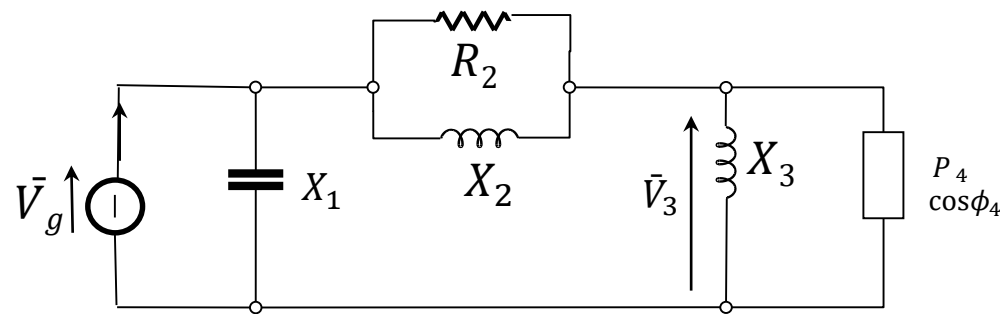 R₂
X₂
V̄g
X₁
V̄₃
X₃
P₄
cosϕ₄